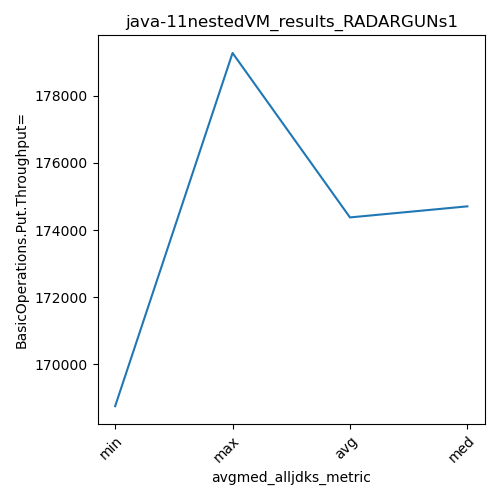 java-11nestedVM_results_RADARGUNs1
BasicOperations.Put.Throughput=
178000
176000
174000
172000
170000
min
max
avg
med
avgmed_alljdks_metric